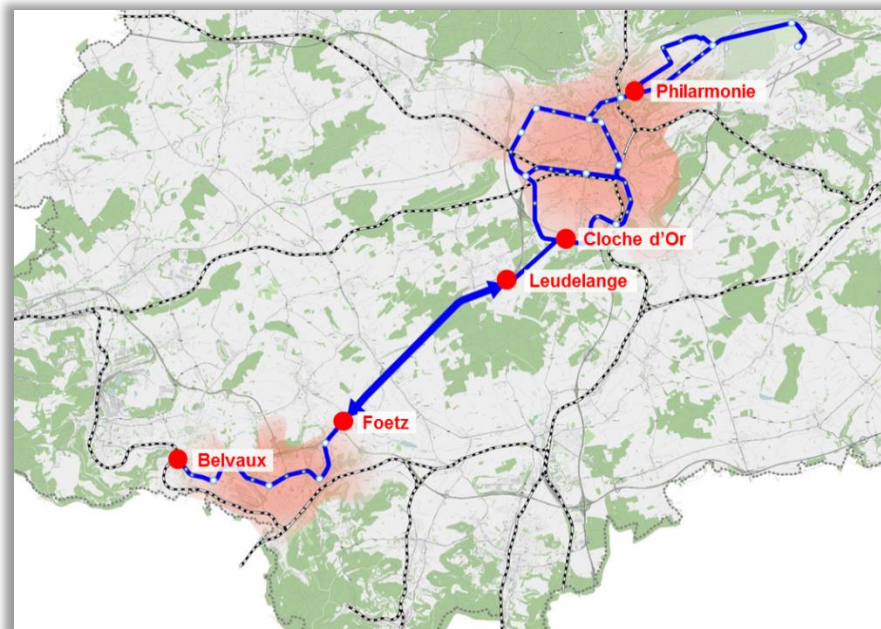 Philarmonie
Cloche d'Or
Leudelange
Foetz
Belvaux